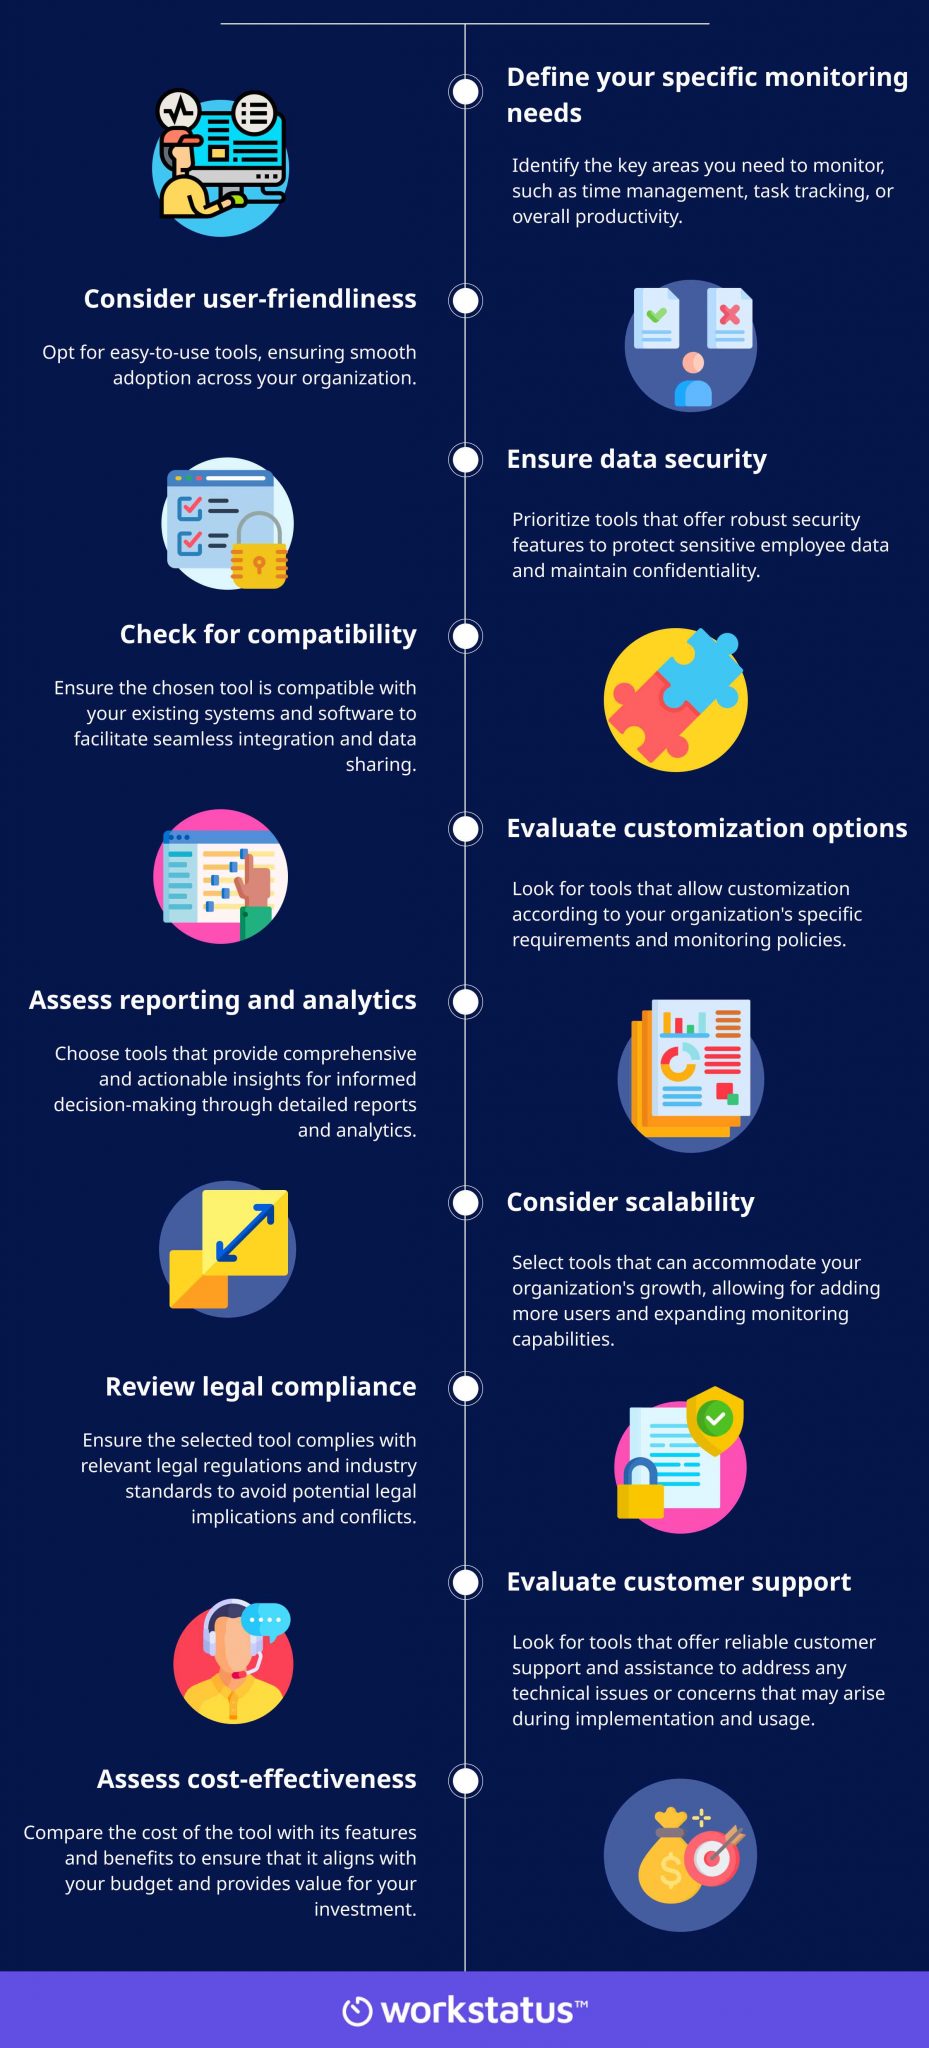 Define your specific monitoring
needs
Identify the key areas you need to monitor,
such as time management, task tracking, or
overall productivity.
Consider user-friendliness
Opt for easy-to-use tools, ensuring smooth
adoption across your organization.
Ensure data security
Prioritize tools that offer robust security
features to protect sensitive employee data
and maintain confidentiality.
Check for compatibility
Ensure the chosen tool is compatible with
your existing systems and software to
facilitate seamless integration and data
sharing.
Evaluate customization options
Look for tools that allow customization
according to your organization's specific
requirements and monitoring policies.
Assess reporting and analytics
Choose tools that provide comprehensive
and actionable insights for informed
decision-making through detailed reports
and analytics.
Consider scalability
Select tools that can accommodate your
organization's growth, allowing for adding
more users and expanding monitoring
capabilities.
Review legal compliance
Ensure the selected tool complies with
relevant legal regulations and industry
standards to avoid potential legal
implications and conflicts.
Evaluate customer support
Look for tools that offer reliable customer
support and assistance to address any
technical issues or concerns that may arise
during implementation and usage.
Assess cost-effectiveness
Compare the cost of the tool with its features
and benefits to ensure that it aligns with
your budget and provides value for your
investment.
$
workstatus™